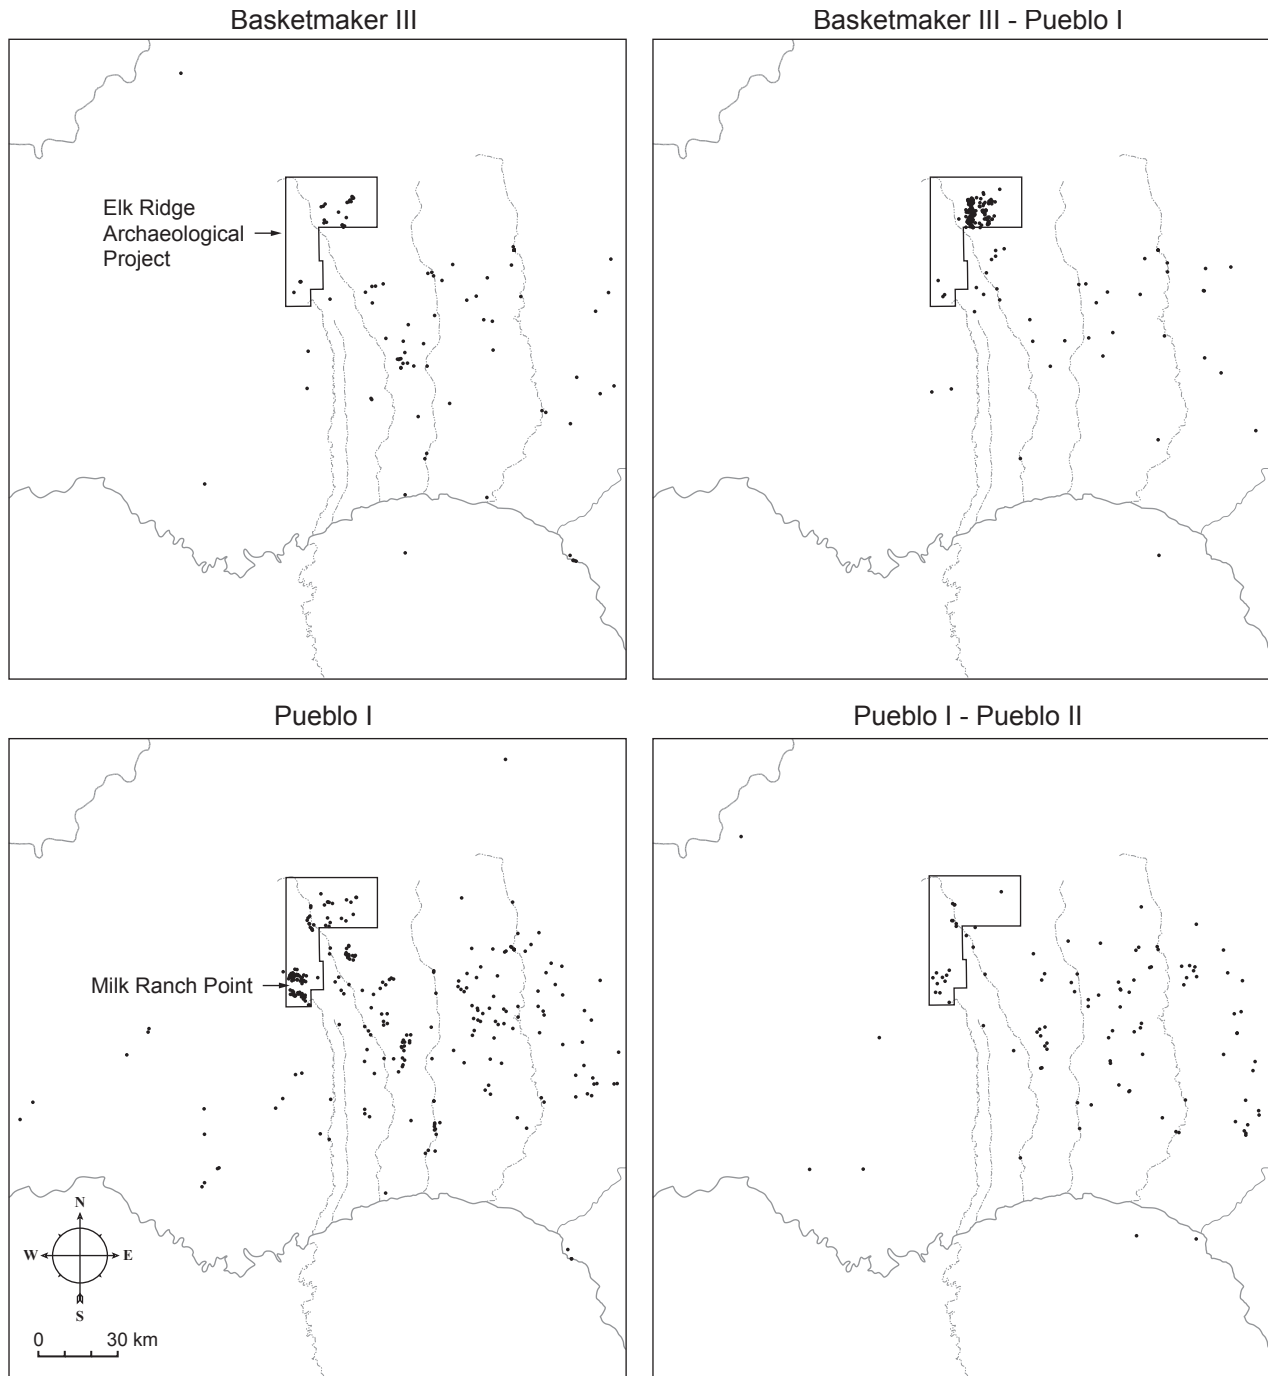 Basketmaker III
Basketmaker III - Pueblo I
Elk Ridge
Archaeological
Project
Pueblo I
Pueblo I - Pueblo II
Milk Ranch Point
N
W E
S
0 30 km